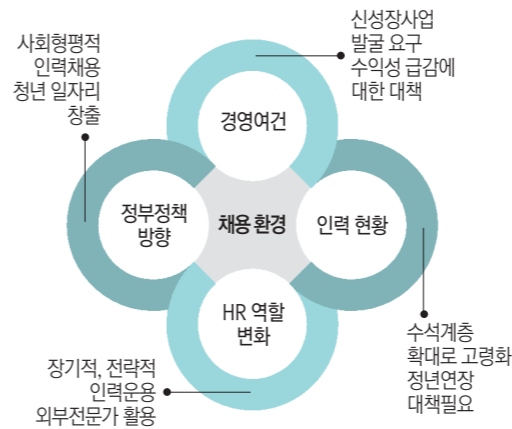 신성장사업
발굴 요구
수익성 급감에
대한 대책
사회형평적
인력채용
청년 일자리
창출
경영여건
정부정책
방향
채용 환경
인력 현황
HR 역할
변화
수석계층
확대로 고령화
정년연장
대책필요
장기적, 전략적
인력운용
외부전문가 활용